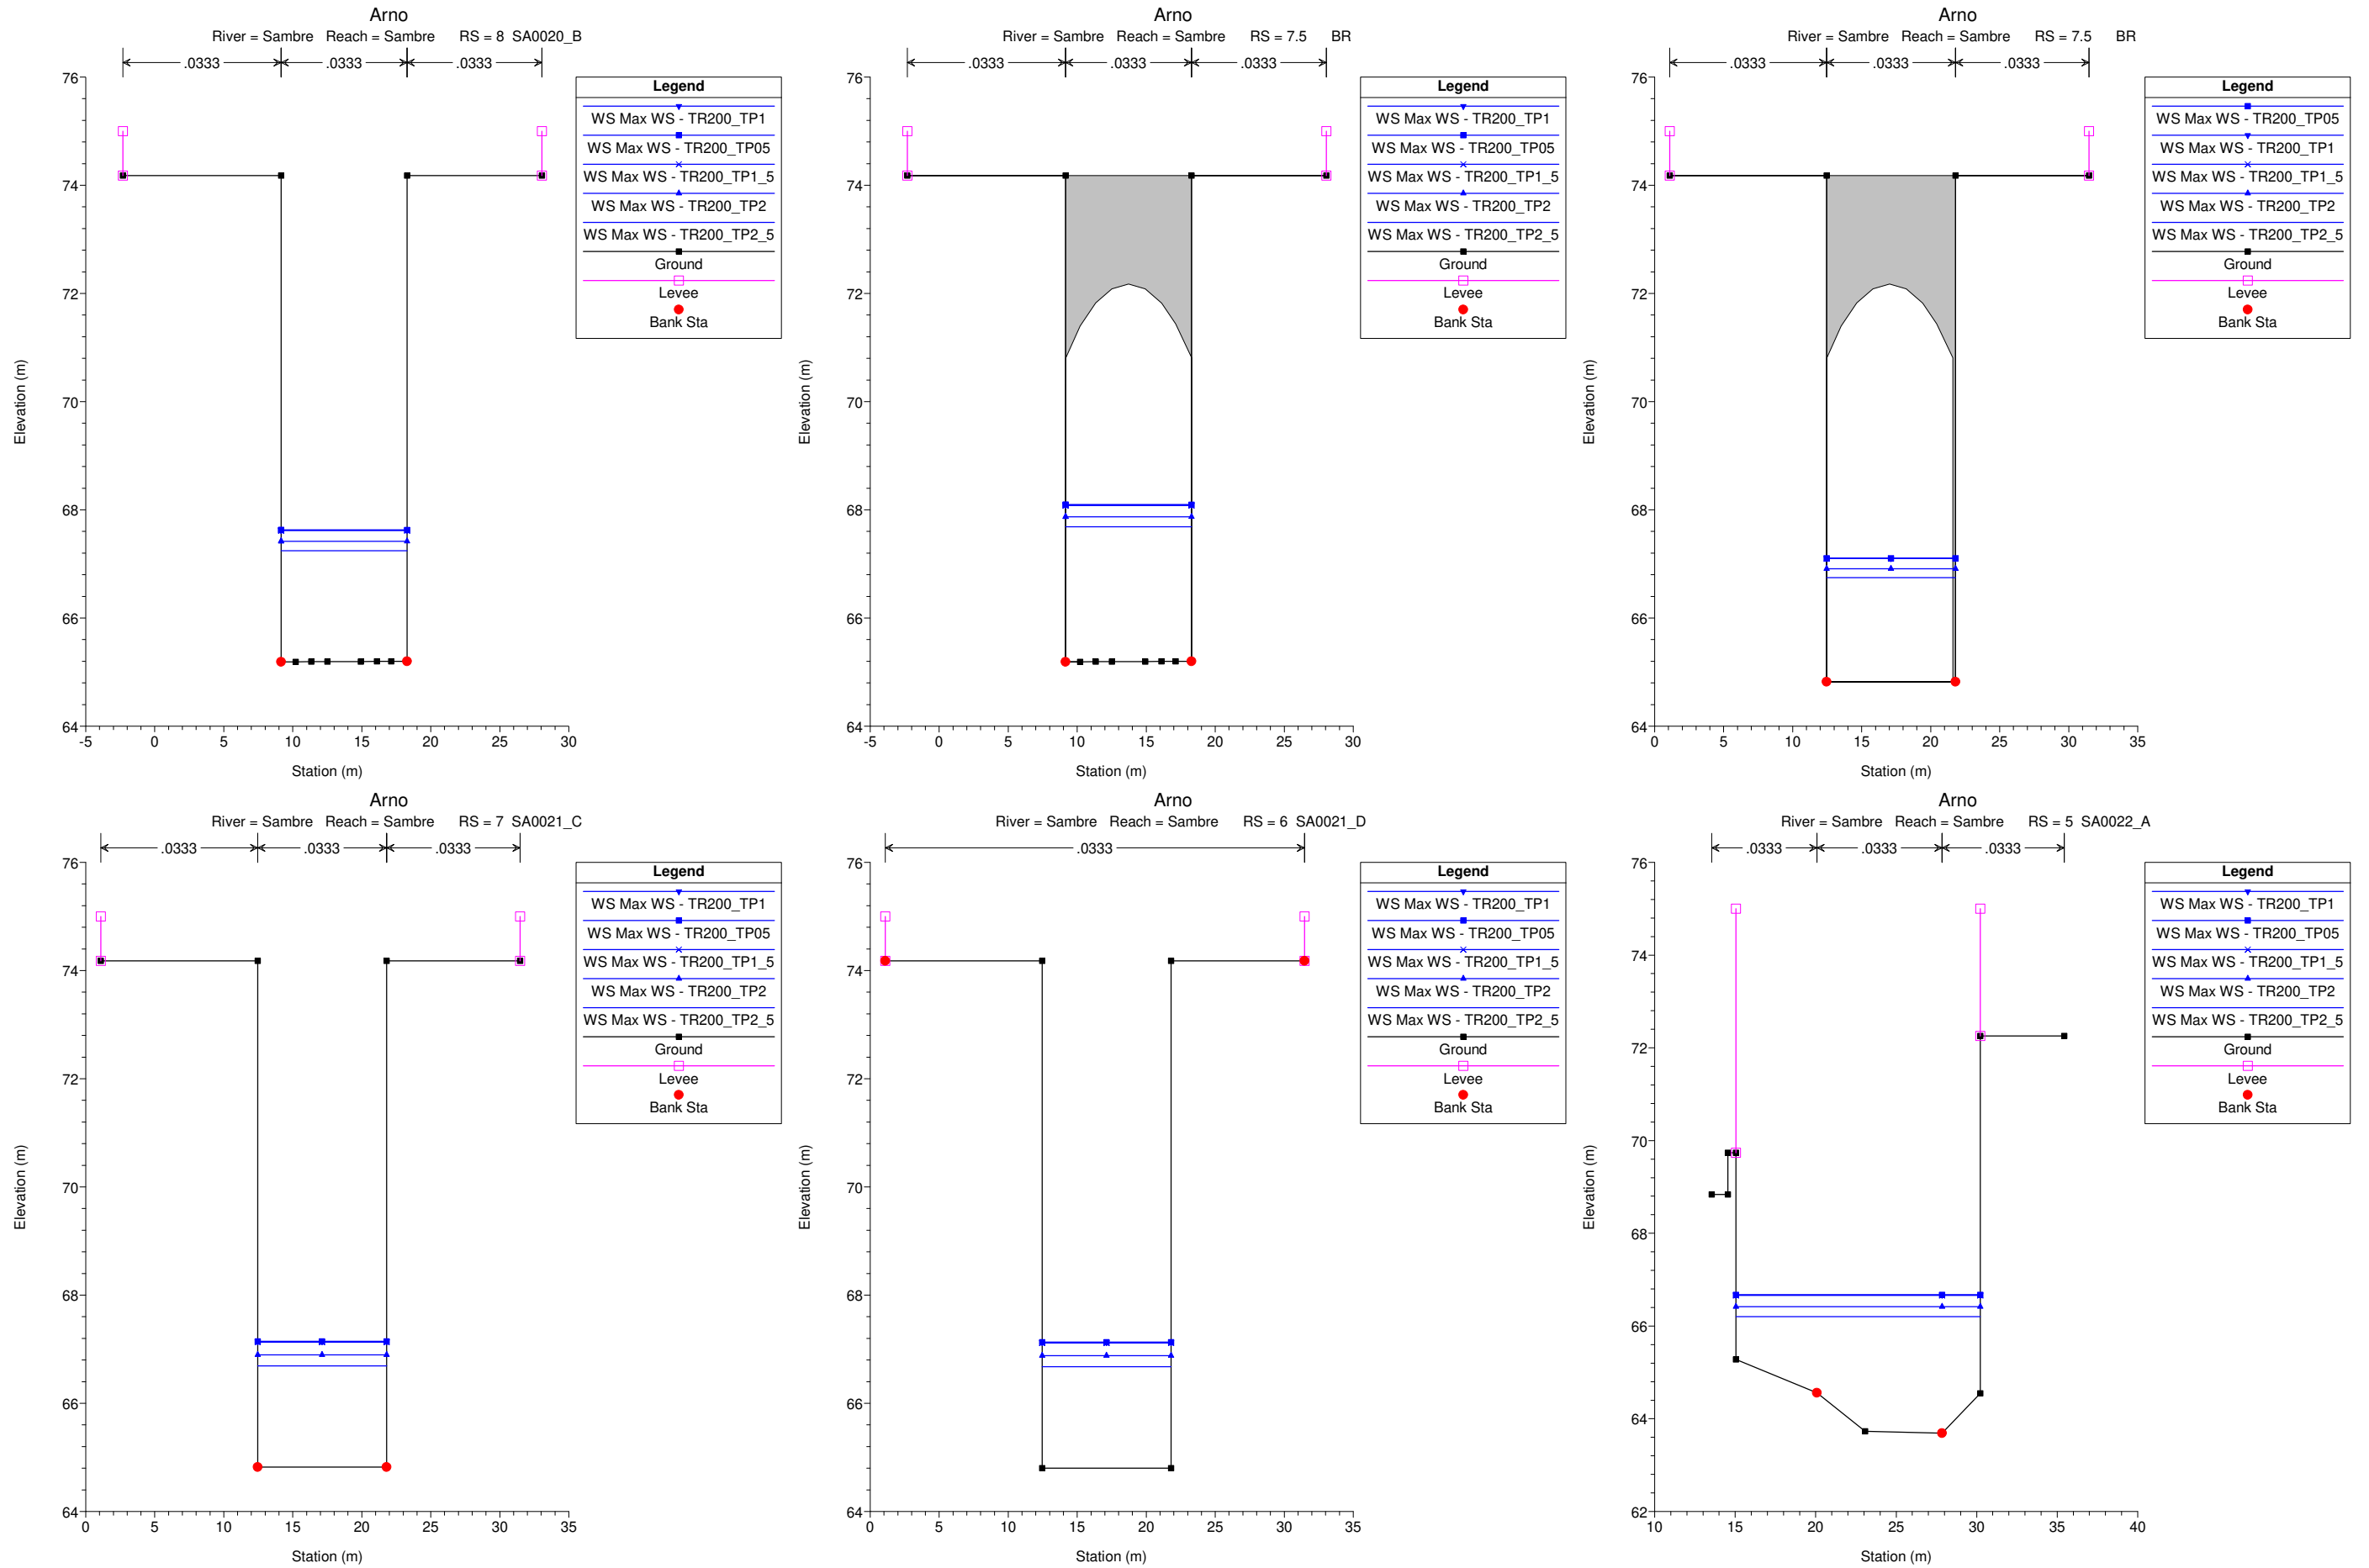 Arno
River = Sambre Reach = Sambre RS = 8 SA0020_B
.0333 .0333 .0333
76
74
72
70
68
66
64
Elevation (m)
-5 0 5 10 15 20 25 30
Station (m)
Legend
WS Max WS - TR200_TP1
WS Max WS - TR200_TP05
WS Max WS - TR200_TP1_5
WS Max WS - TR200_TP2
WS Max WS - TR200_TP2_5
Ground
Levee
Bank Sta
Arno
River = Sambre Reach = Sambre RS = 7.5 BR
.0333 .0333 .0333
76
74
72
70
68
66
64
Elevation (m)
-5 0 5 10 15 20 25 30
Station (m)
Legend
WS Max WS - TR200_TP1
WS Max WS - TR200_TP05
WS Max WS - TR200_TP1_5
WS Max WS - TR200_TP2
WS Max WS - TR200_TP2_5
Ground
Levee
Bank Sta
Arno
River = Sambre Reach = Sambre RS = 7.5 BR
.0333 .0333 .0333
76
74
72
70
68
66
64
Elevation (m)
0 5 10 15 20 25 30 35
Station (m)
Legend
WS Max WS - TR200_TP05
WS Max WS - TR200_TP1
WS Max WS - TR200_TP1_5
WS Max WS - TR200_TP2
WS Max WS - TR200_TP2_5
Ground
Levee
Bank Sta
Arno
River = Sambre Reach = Sambre RS = 7 SA0021_C
.0333 .0333 .0333
76
74
72
70
68
66
64
Elevation (m)
0 5 10 15 20 25 30 35
Station (m)
Legend
WS Max WS - TR200_TP1
WS Max WS - TR200_TP05
WS Max WS - TR200_TP1_5
WS Max WS - TR200_TP2
WS Max WS - TR200_TP2_5
Ground
Levee
Bank Sta
Arno
River = Sambre Reach = Sambre RS = 6 SA0021_D
.0333
76
74
72
70
68
66
64
Elevation (m)
0 5 10 15 20 25 30 35
Station (m)
Legend
WS Max WS - TR200_TP1
WS Max WS - TR200_TP05
WS Max WS - TR200_TP1_5
WS Max WS - TR200_TP2
WS Max WS - TR200_TP2_5
Ground
Levee
Bank Sta
Arno
River = Sambre Reach = Sambre RS = 5 SA0022_A
.0333 .0333 .0333
76
74
72
70
68
66
64
62
Elevation (m)
10 15 20 25 30 35 40
Station (m)
Legend
WS Max WS - TR200_TP1
WS Max WS - TR200_TP05
WS Max WS - TR200_TP1_5
WS Max WS - TR200_TP2
WS Max WS - TR200_TP2_5
Ground
Levee
Bank Sta